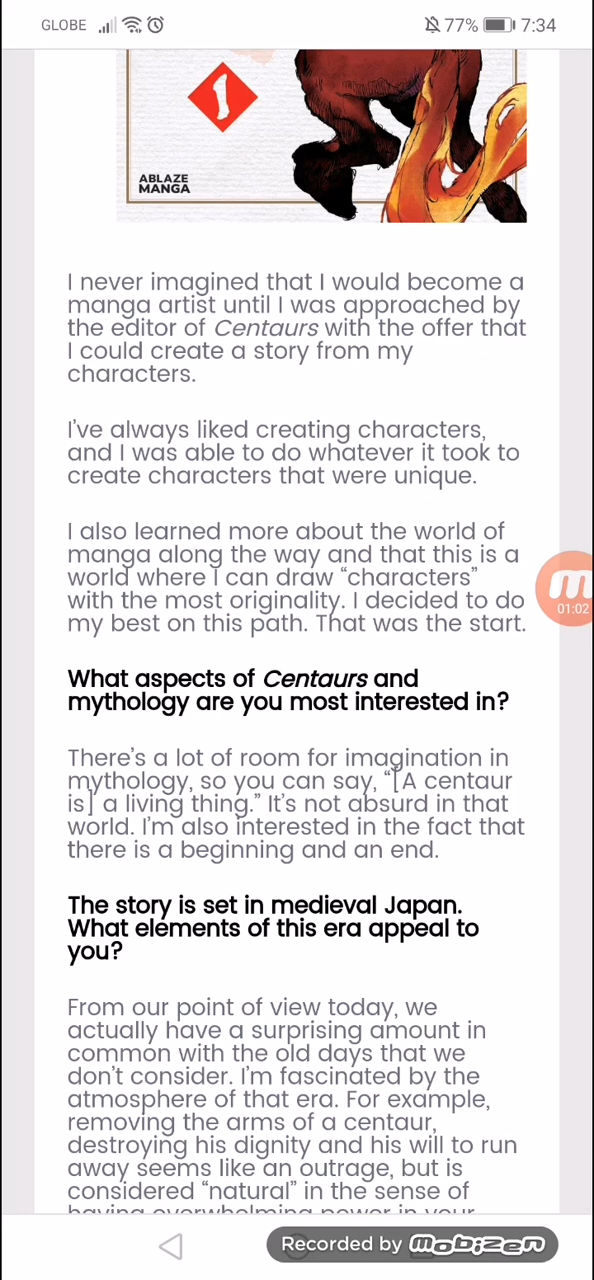 GLOBE 77% 7:34
1
ABLAZE
MANGA
I never imagined that I would become a
manga artist until I was approached by
the editor of Centaurs with the offer that
I could create a story from my
characters.
I've always liked creating characters,
and I was able to do whatever it took to
create characters that were unique.
I also learned more about the world of
manga along the way and that this is a
world where I can draw “characters”
with the most originality. I decided to do
my best on this path. That was the start.
01:02
What aspects of Centaurs and
mythology are you most interested in?
There's a lot of room for imagination in
mythology, so you can say, “[A centaur
is] a living thing.” It's not absurd in that
world. I'm also interested in the fact that
there is a beginning and an end.
The story is set in medieval Japan.
What elements of this era appeal to
you?
From our point of view today, we
actually have a surprising amount in
common with the old days that we
don't consider. I'm fascinated by the
atmosphere of that era. For example,
removing the arms of a centaur,
destroying his dignity and his will to run
away seems like an outrage, but is
considered “natural” in the sense of
having overwhelming power in your
Recorded by mobizen